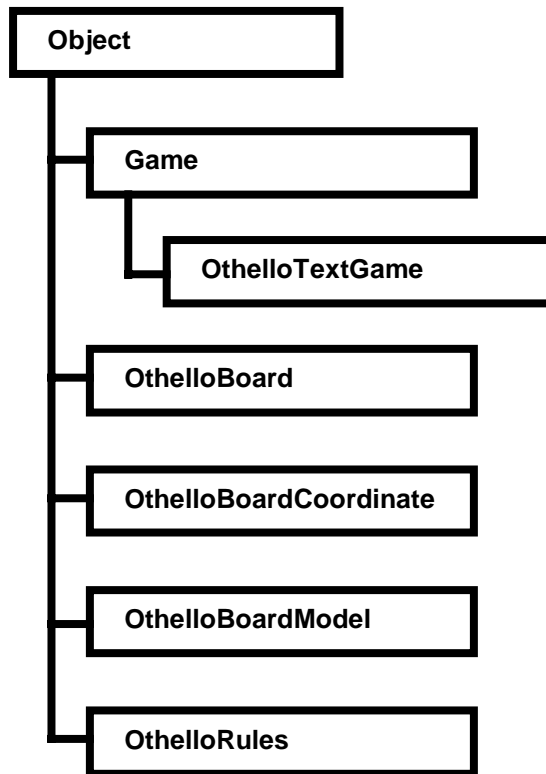 Object
Game
OthelloTextGame
OthelloBoard
OthelloBoardCoordinate
OthelloBoardModel
OthelloRules